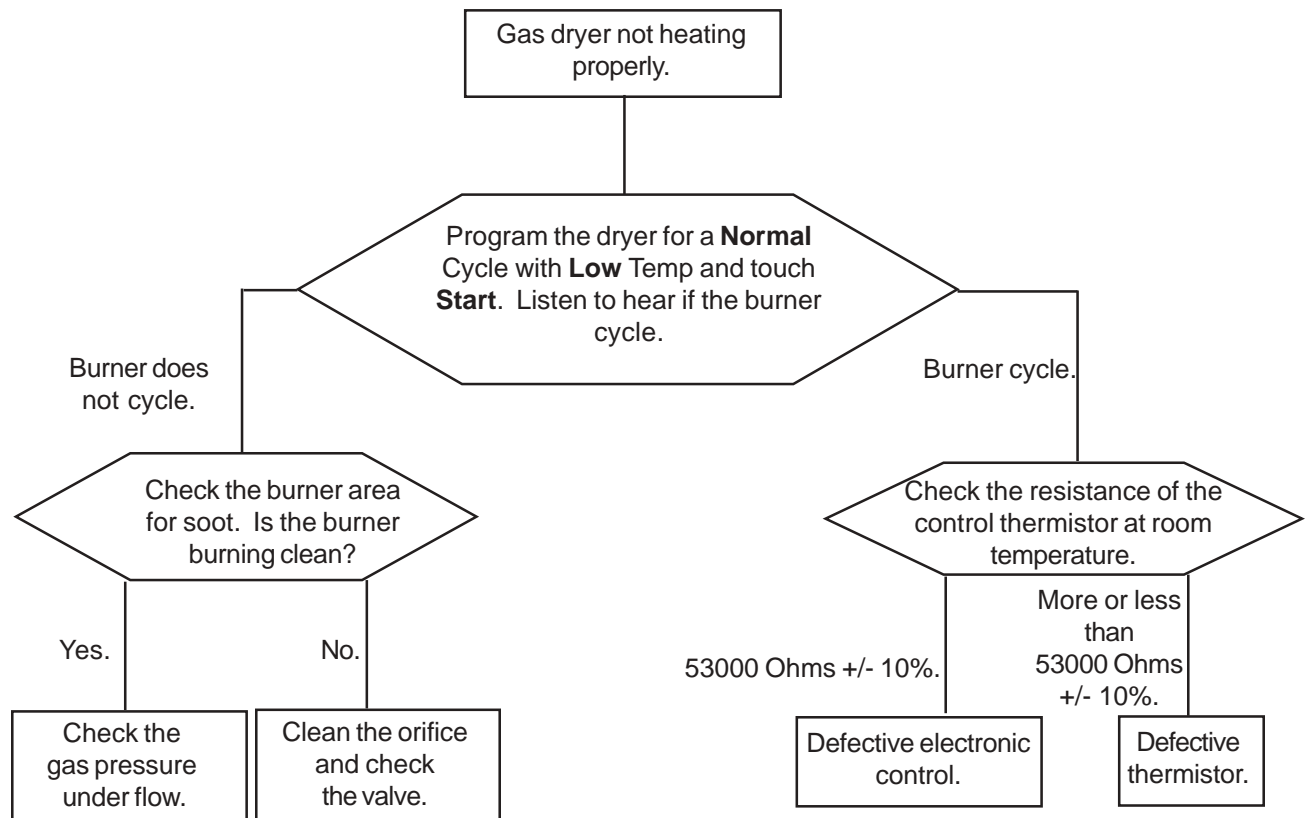 Gas dryer not heating
properly.
Program the dryer for a Normal
Cycle with Low Temp and touch
Start. Listen to hear if the burner
cycle.
Burner does
not cycle.
Burner cycle.
Check the burner area
for soot. Is the burner
burning clean?
Check the resistance of the
control thermistor at room
temperature.
Yes.
No.
53000 Ohms +/- 10%.
More or less
than
53000 Ohms
+/- 10%.
Check the
gas pressure
under flow.
Clean the orifice
and check
the valve.
Defective electronic
control.
Defective
thermistor.